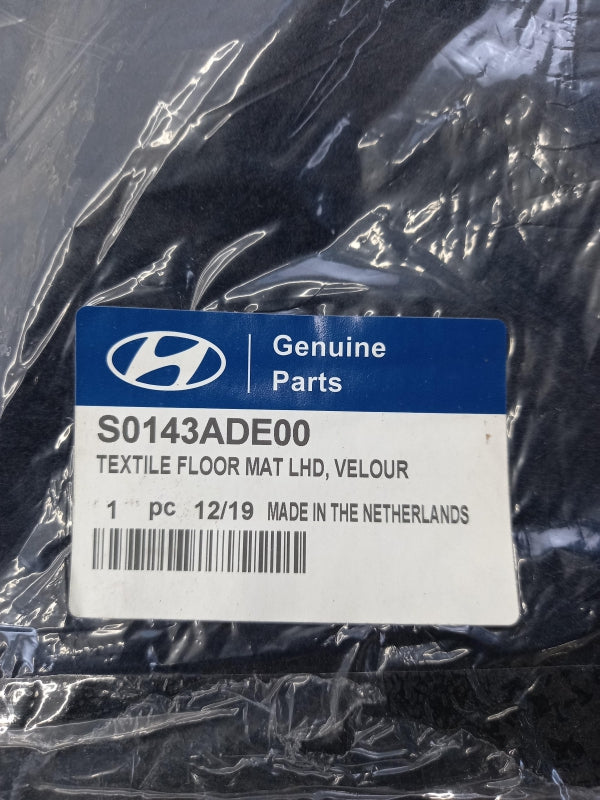 Genuine
Parts
S0143ADE00
TEXTILE FLOOR MAT LHD, VELOUR
1 pc 12/19 MADE IN THE NETHERLANDS